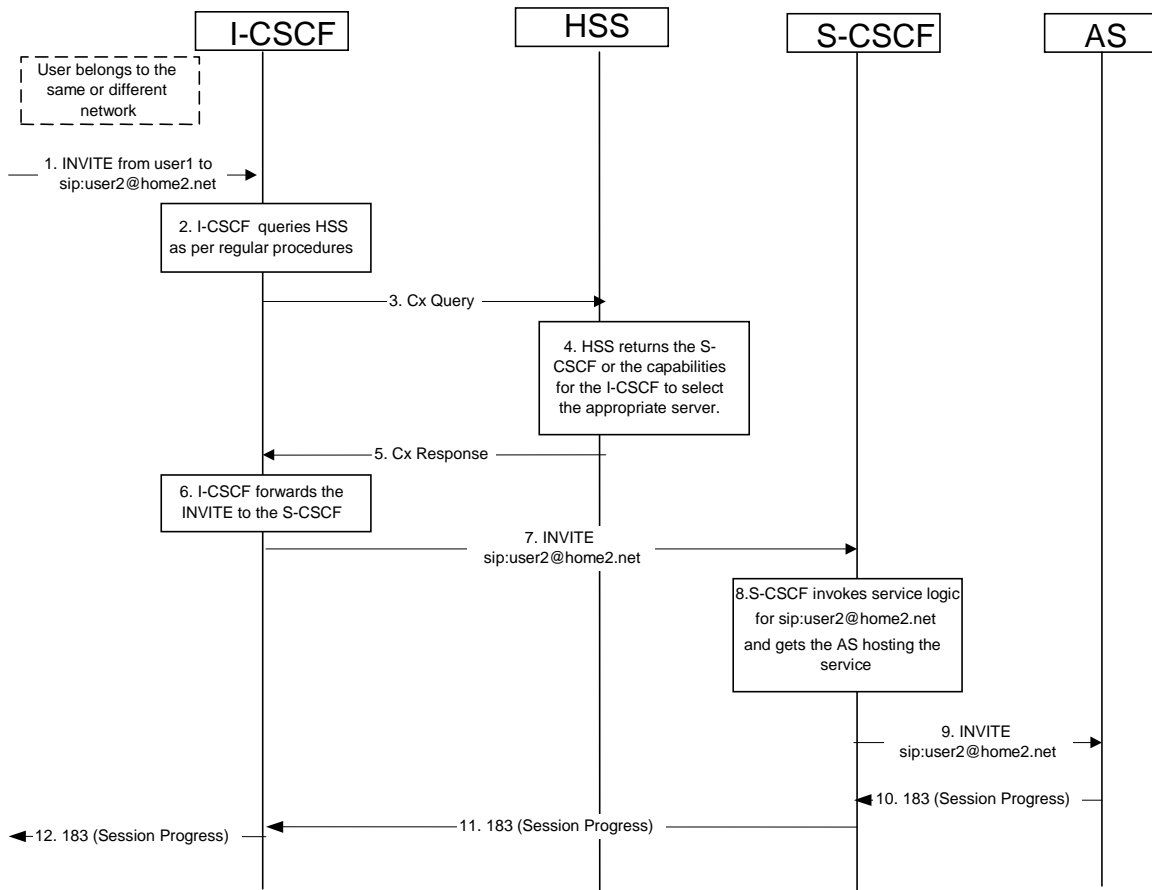 I-CSCF
HSS
S-CSCF
AS
User belongs to the
same or different
network
1. INVITE from user1 to
sip:user2@home2.net
2. I-CSCF queries HSS
as per regular procedures
3. Cx Query
4. HSS returns the S-
CSCF or the capabilities
for the I-CSCF to select
the appropriate server.
5. Cx Response
6. I-CSCF forwards the
INVITE to the S-CSCF
7. INVITE
sip:user2@home2.net
8.S-CSCF invokes service logic
for sip:user2@home2.net
and gets the AS hosting the
service
9. INVITE
sip:user2@home2.net
10. 183 (Session Progress)
11. 183 (Session Progress)
12. 183 (Session Progress)